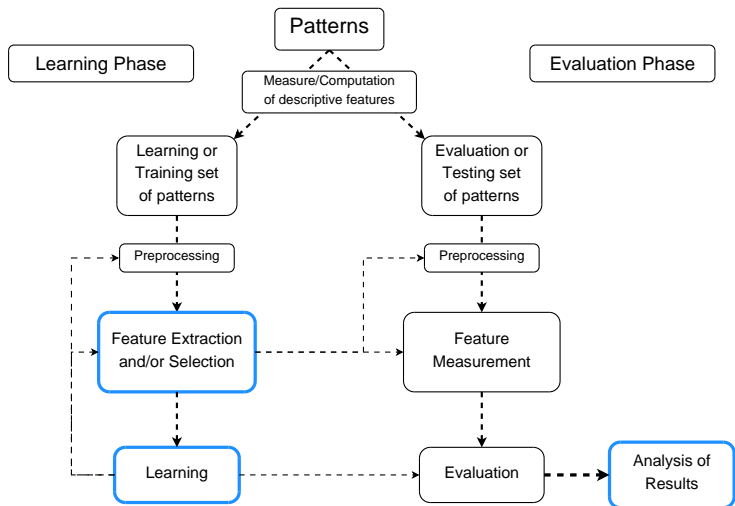 Patterns
Learning Phase
Evaluation Phase
Measure/Computation
of descriptive features
Learning or
Training set
of patterns
Evaluation or
Testing set
of patterns
Preprocessing
Preprocessing
Feature Extraction
and/or Selection
Feature
Measurement
Learning
Evaluation
Analysis of
Results